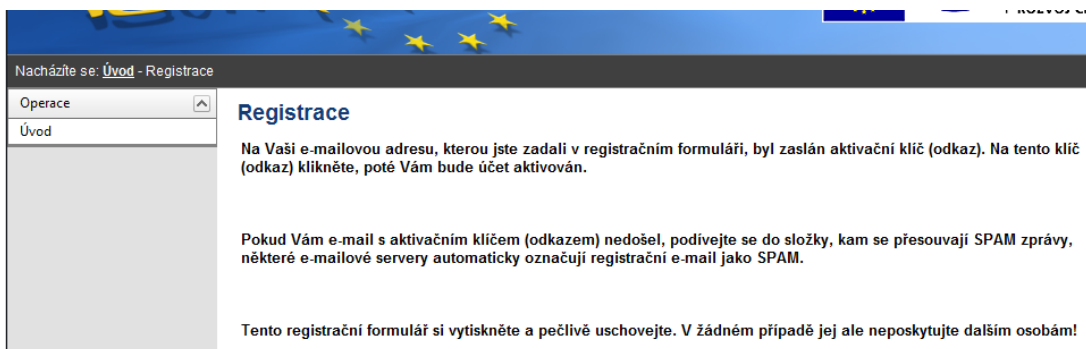 Nacházíte se: Úvod - Registrace
Operace
Úvod
Registrace
Na Vaši e-mailovou adresu, kterou jste zadali v registračním formuláři, byl zaslán aktivační klíč (odkaz). Na tento klíč
(odkaz) klikněte, poté Vám bude účet aktivován.
Pokud Vám e-mail s aktivačním klíčem (odkazem) nedošel, podívejte se do složky, kam se přesouvají SPAM zprávy,
některé e-mailové servery automaticky označují registrační e-mail jako SPAM.
Tento registrační formulář si vytiskněte a pečlivě uschovejte. V žádném případě jej ale neposkytujte dalším osobám!